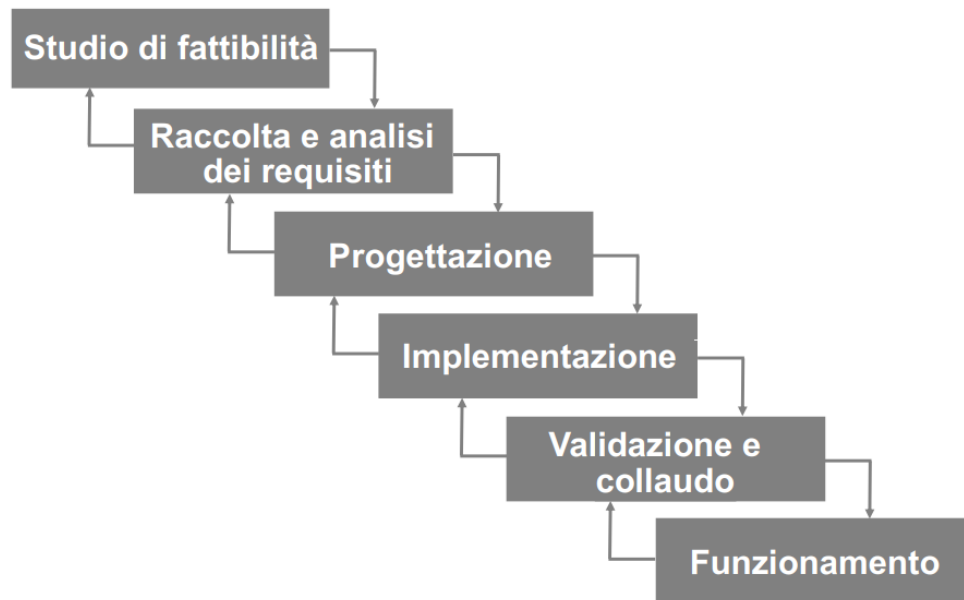 Studio di fattibilità
Raccolta e analisi
dei requisiti
Progettazione
Implementazione
Validazione e
collaudo
Funzionamento